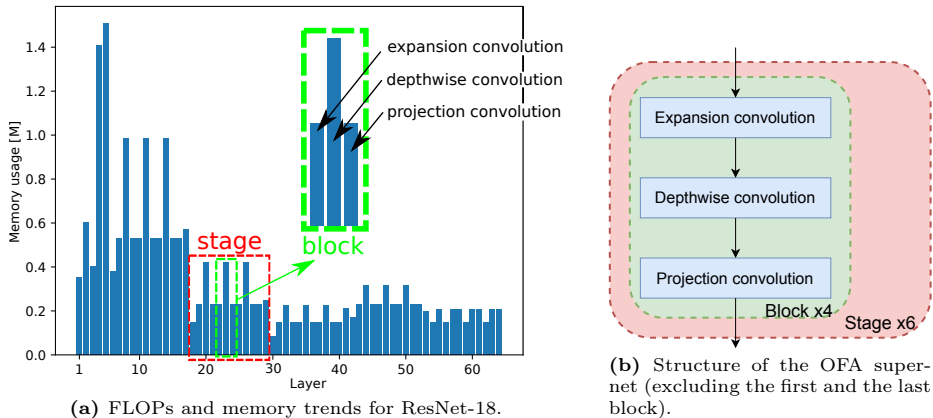 1.4
1.2
1.0
0.8
0.6
0.4
0.2
0.0
Memory usage [M]
expansion convolution
depthwise convolution
projection convolution
stage
block
1
10
20
30
40
50
60
Layer
(a) FLOPs and memory trends for ResNet-18.
Expansion convolution
Depthwise convolution
Projection convolution
Block x4
Stage x6
(b) Structure of the OFA super-
net (excluding the first and the last
block).